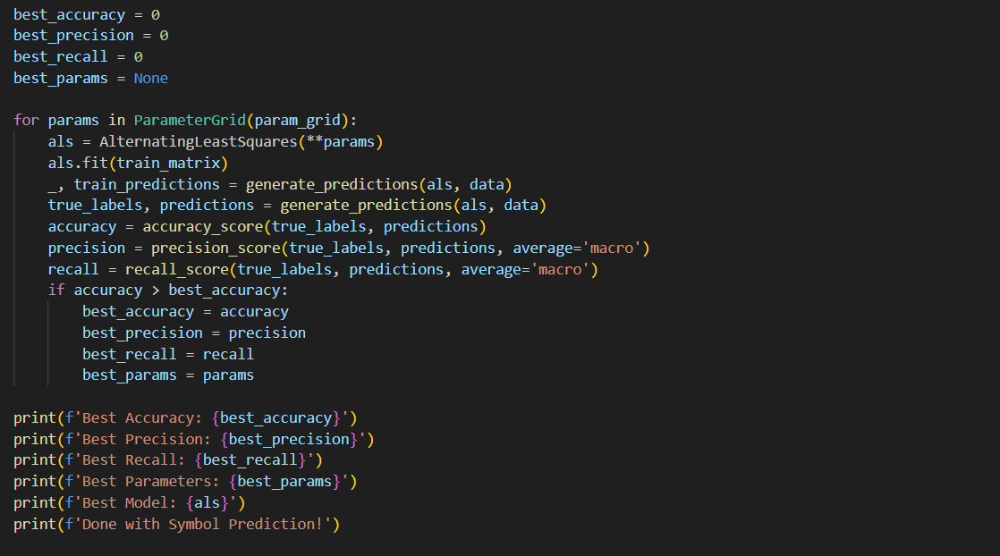 best_accuracy = 0
best_precision = 0
best_recall = 0
best_params = None
for params in ParameterGrid(param_grid):
    als = AlternatingLeastSquares(**params)
    als.fit(train_matrix)
    _, train_predictions = generate_predictions(als, data)
    true_labels, predictions = generate_predictions(als, data)
    accuracy = accuracy_score(true_labels, predictions)
    precision = precision_score(true_labels, predictions, average='macro')
    recall = recall_score(true_labels, predictions, average='macro')
    if accuracy > best_accuracy:
        best_accuracy = accuracy
        best_precision = precision
        best_recall = recall
        best_params = params
print(f'Best Accuracy: {best_accuracy}')
print(f'Best Precision: {best_precision}')
print(f'Best Recall: {best_recall}')
print(f'Best Parameters: {best_params}')
print(f'Best Model: {als}')
print(f'Done with Symbol Prediction!')